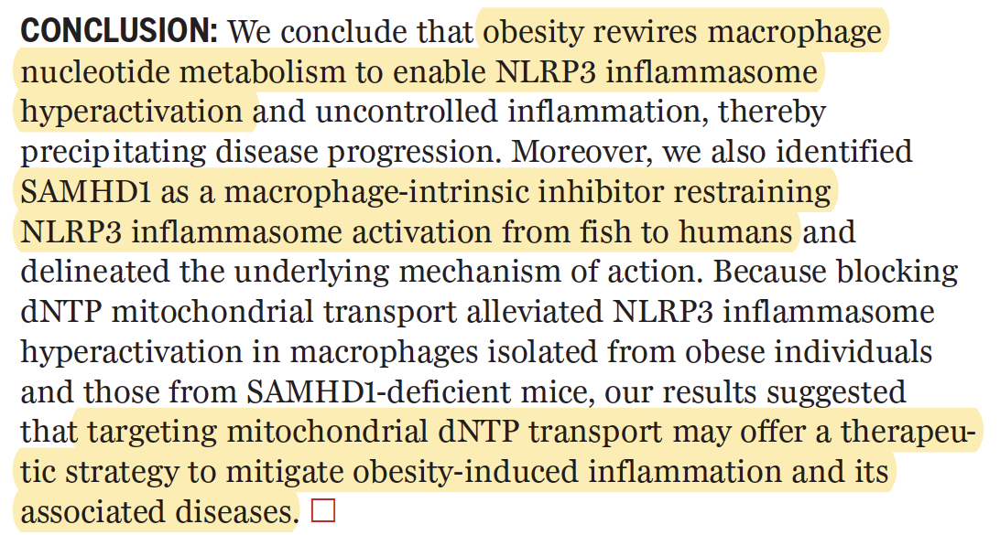 CONCLUSION: We conclude that obesity rewires macrophage
nucleotide metabolism to enable NLRP3 inflammasome
hyperactivation and uncontrolled inflammation, thereby
precipitating disease progression. Moreover, we also identified
SAMHD1 as a macrophage-intrinsic inhibitor restraining
NLRP3 inflammasome activation from fish to humans and
delineated the underlying mechanism of action. Because blocking
dNTP mitochondrial transport alleviated NLRP3 inflammasome
hyperactivation in macrophages isolated from obese individuals
and those from SAMHD1-deficient mice, our results suggested
that targeting mitochondrial dNTP transport may offer a therapeu-
tic strategy to mitigate obesity-induced inflammation and its
associated diseases. □